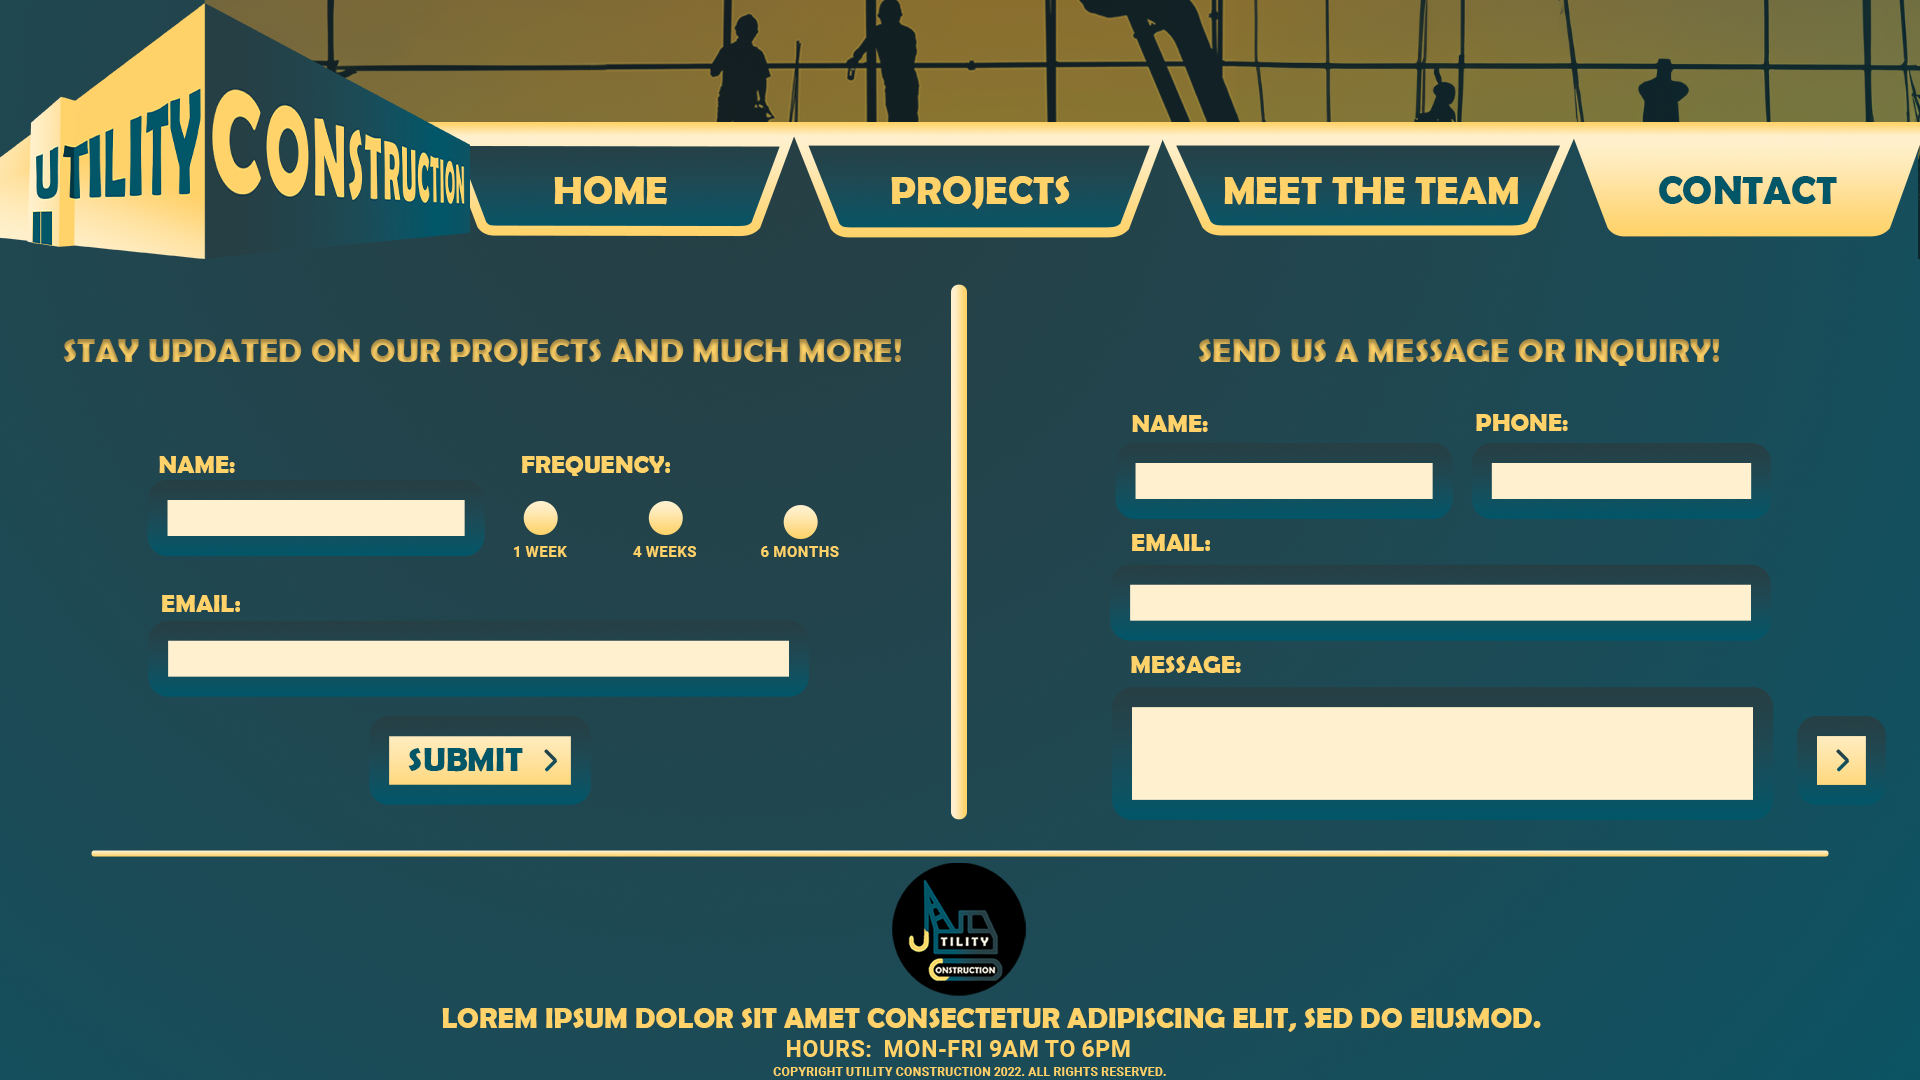 UTILITY CONSTRUCTION
HOME
PROJECTS
MEET THE TEAM
CONTACT
STAY UPDATED ON OUR PROJECTS AND MUCH MORE!
NAME:
FREQUENCY:
1 WEEK
4 WEEKS
6 MONTHS
EMAIL:
SUBMIT >
SEND US A MESSAGE OR INQUIRY!
NAME:
PHONE:
EMAIL:
MESSAGE:
>
UTILITY
CONSTRUCTION
LOREM IPSUM DOLOR SIT AMET CONSECTETUR ADIPISCING ELIT, SED DO EIUSMOD.
HOURS: MON-FRI 9AM TO 6PM
COPYRIGHT UTILITY CONSTRUCTION 2022. ALL RIGHTS RESERVED.